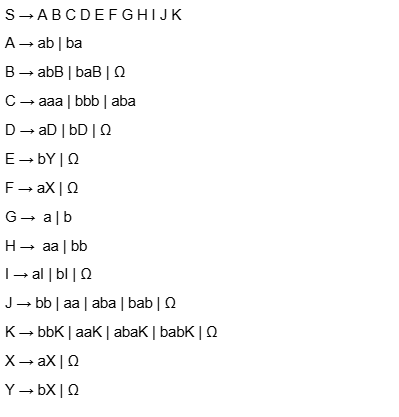 S → A B C D E F G H I J K
A → ab | ba
B → abB | baB | Ω
C → aaa | bbb | aba
D → aD | bD | Ω
E → bY | Ω
F → aX | Ω
G → a | b
H → aa | bb
I → aI | bI | Ω
J → bb | aa | aba | bab | Ω
K → bbK | aaK | abaK | babK | Ω
X → aX | Ω
Y → bX | Ω